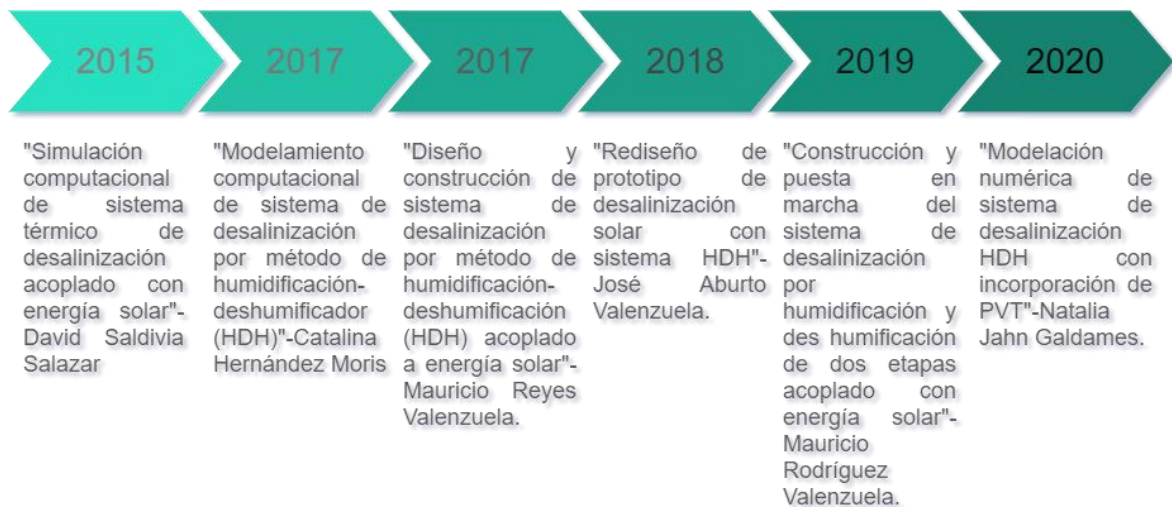 2015
2017
2017
2018
2019
2020
"Simulación
computacional
de sistema
térmico de
desalinización
acoplado con
energía solar"-
David Saldivia
Salazar
"Modelamiento
computacional
de sistema de
desalinización
por método de
humidificación-
deshumificador
(HDH)"-Catalina
Hernández Moris
"Diseño y
construcción de
sistema de
desalinización
por método de
humidificación-
deshumificación
(HDH) acoplado
a energía solar"-
Mauricio Reyes
Valenzuela.
"Rediseño de
prototipo de
desalinización
solar con
sistema HDH"-
José Aburto
Valenzuela.
"Construcción y
puesta en
marcha del
sistema de
desalinización
por
humidificación y
des humificación
de dos etapas
acoplado con
energía solar"-
Mauricio
Rodríguez
Valenzuela.
"Modelación
numérica de
sistema de
desalinización
HDH con
incorporación de
PVT"-Natalia
Jahn Galdames.